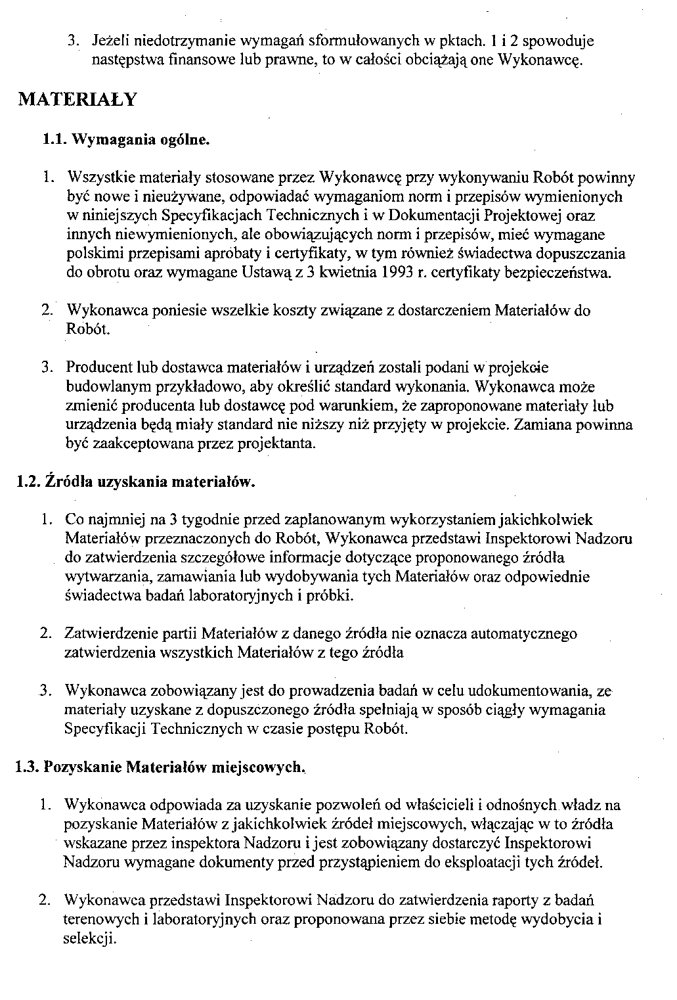 3. Jeżeli niedotrzymanie wymagań sformułowanych w pktach. 1 i 2 spowoduje
następstwa finansowe lub prawne, to w całości obciążają one Wykonawcę.
MATERIAŁY
1.1. Wymagania ogólne.
1. Wszystkie materiały stosowane przez Wykonawcę przy wykonywaniu Robót powinny
być nowe i nieużywane, odpowiadać wymaganiom norm i przepisów wymienionych
w niniejszych Specyfikacjach Technicznych i w Dokumentacji Projektowej oraz
innych niewymienionych, ale obowiązujących norm i przepisów, mieć wymagane
polskimi przepisami aprobaty i certyfikaty, w tym również świadectwa dopuszczania
do obrotu oraz wymagane Ustawą z 3 kwietnia 1993 r. certyfikaty bezpieczeństwa.
2. Wykonawca poniesie wszelkie koszty związane z dostarczeniem Materiałów do
Robót.
3. Producent lub dostawca materiałów i urządzeń zostali podani w projekcie
budowlanym przykładowo, aby określić standard wykonania. Wykonawca może
zmienić producenta lub dostawcę pod warunkiem, że zaproponowane materiały lub
urządzenia będą miały standard nie niższy niż przyjęty w projekcie. Zamiana powinna
być zaakceptowana przez projektanta.
1.2. Źródła uzyskania materiałów.
1. Co najmniej na 3 tygodnie przed zaplanowanym wykorzystaniem jakichkolwiek
Materiałów przeznaczonych do Robót, Wykonawca przedstawi Inspektorowi Nadzoru
do zatwierdzenia szczegółowe informacje dotyczące proponowanego źródła
wytwarzania, zamawiania lub wydobywania tych Materiałów oraz odpowiednie
świadectwa badań laboratoryjnych i próbki.
2. Zatwierdzenie partii Materiałów z danego źródła nie oznacza automatycznego
zatwierdzenia wszystkich Materiałów z tego źródła
3. Wykonawca zobowiązany jest do prowadzenia badań w celu udokumentowania, ze
materiały uzyskane z dopuszczonego źródła spełniają w sposób ciągły wymagania
Specyfikacji Technicznych w czasie postępu Robót.
1.3. Pozyskanie Materiałów miejscowych.
1. Wykonawca odpowiada za uzyskanie pozwoleń od właścicieli i odnośnych władz na
pozyskanie Materiałów z jakichkolwiek źródeł miejscowych, włączając w to źródła
wskazane przez inspektora Nadzoru i jest zobowiązany dostarczyć Inspektorowi
Nadzoru wymagane dokumenty przed przystąpieniem do eksploatacji tych źródeł.
2. Wykonawca przedstawi Inspektorowi Nadzoru do zatwierdzenia raporty z badań
terenowych i laboratoryjnych oraz proponowana przez siebie metodę wydobycia i
selekcji.